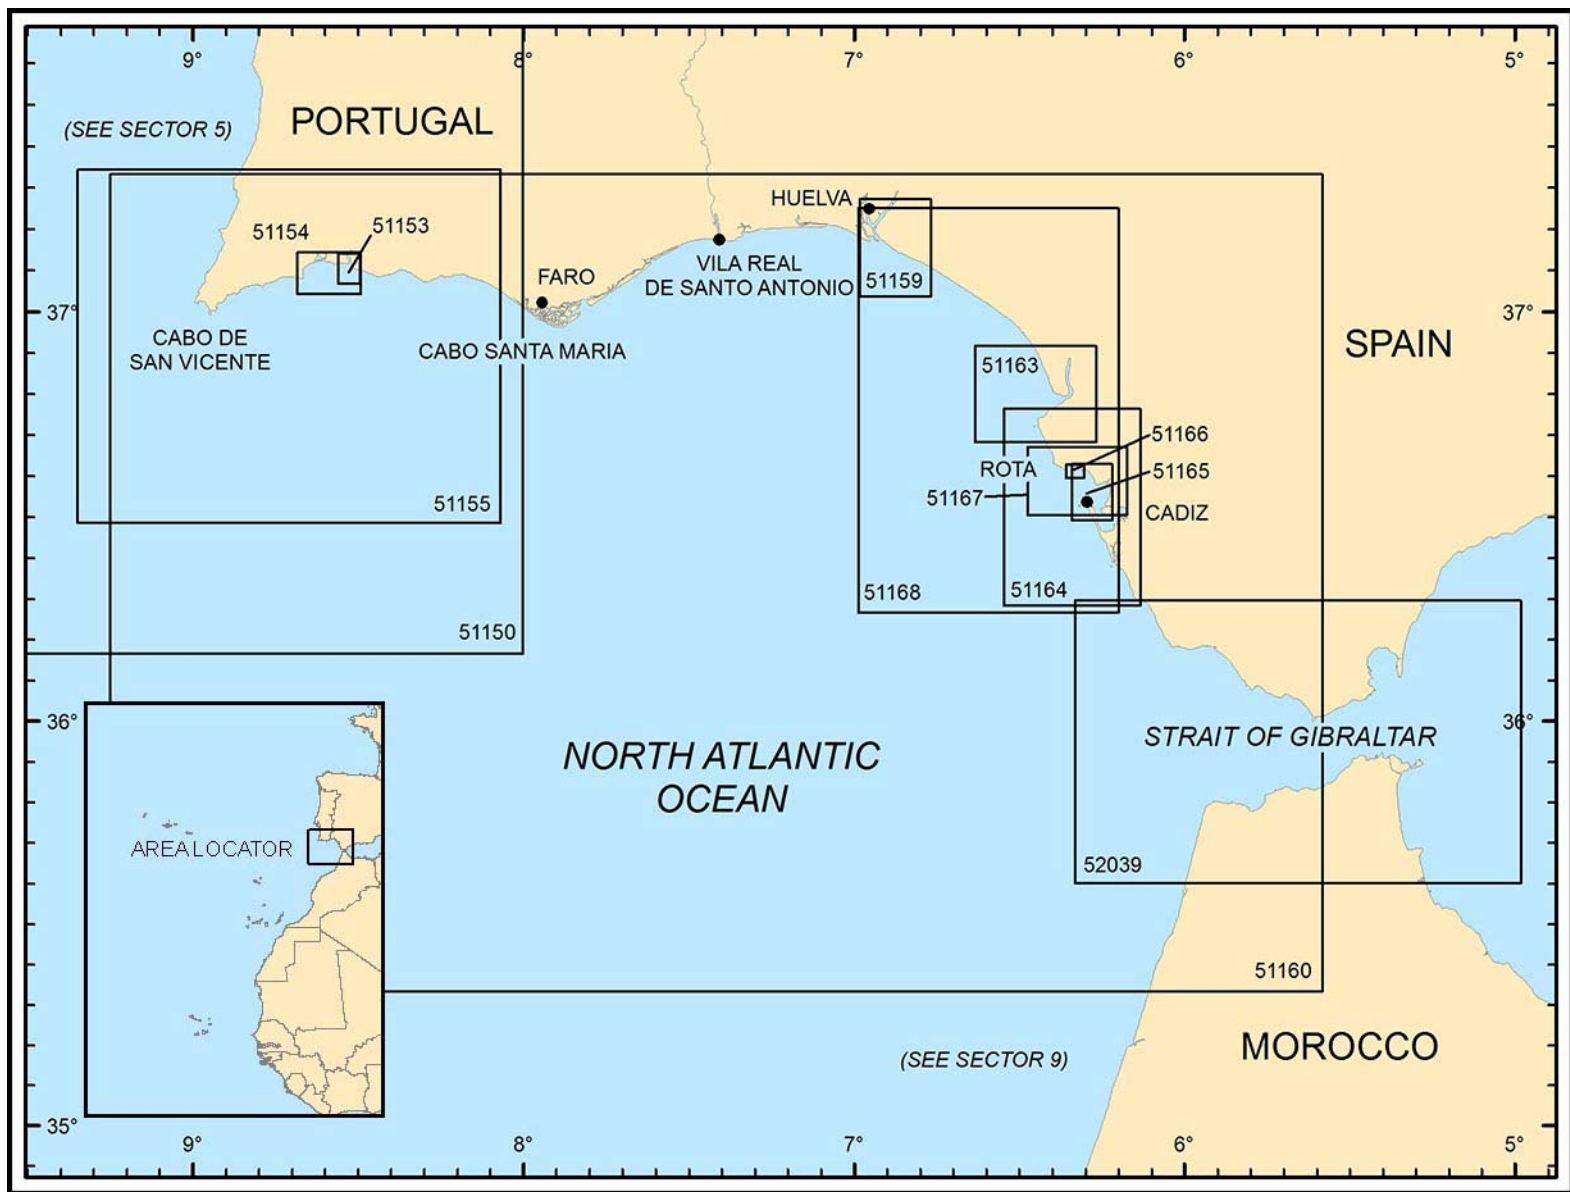 9°
8°
7°
6°
5°
PORTUGAL
(SEE SECTOR 5)
HUELVA
51154
51153
VILA REAL
DE SANTO ANTONIO
FARO
51159
37°
37°
CABO DE
SAN VICENTE
CABO SANTA MARIA
SPAIN
51163
51166
ROTA
51165
51167
51155
CADIZ
51168
51164
51150
36°
36°
STRAIT OF GIBRALTAR
NORTH ATLANTIC
OCEAN
AREA LOCATOR
52039
51160
(SEE SECTOR 9)
MOROCCO
35°
35°
9°
8°
7°
6°
5°